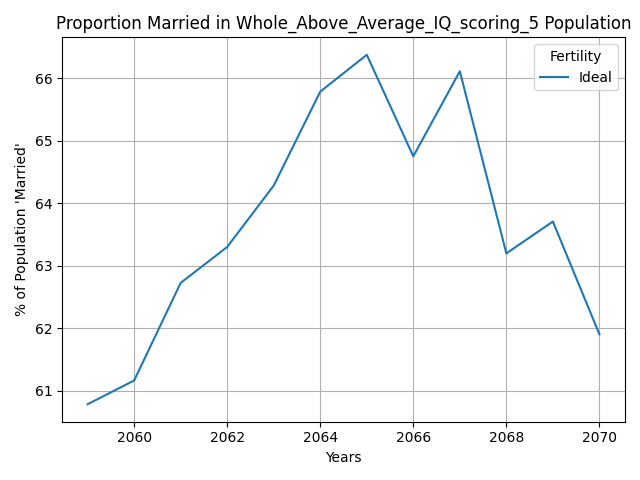 Proportion Married in Whole_Above_Average_IQ_scoring_5 Population
Fertility
Ideal
% of Population 'Married'
66
65
64
63
62
61
2060 2062 2064 2066 2068 2070
Years